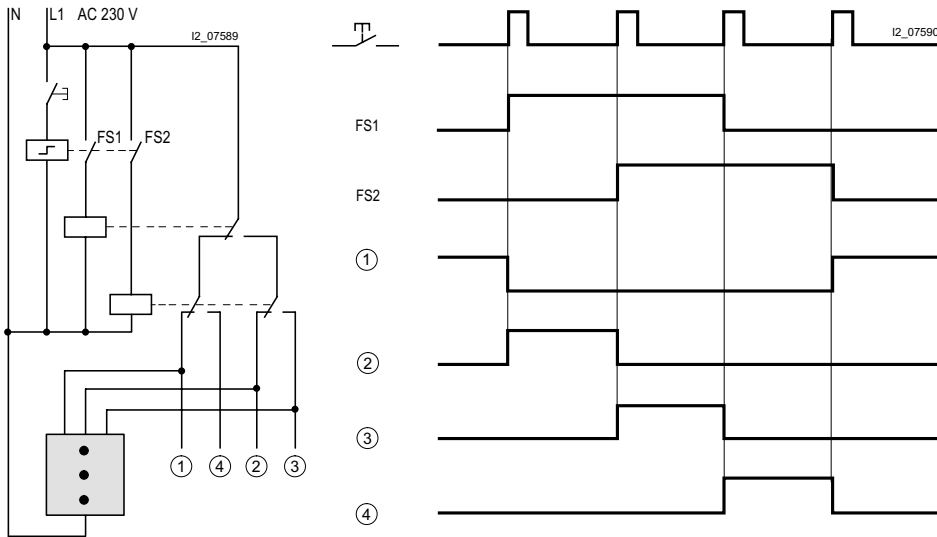 N L1 AC 230 V
I2_07589
FS1 FS2
1 4 2 3
I2_07590
FS1
FS2
1
2
3
4